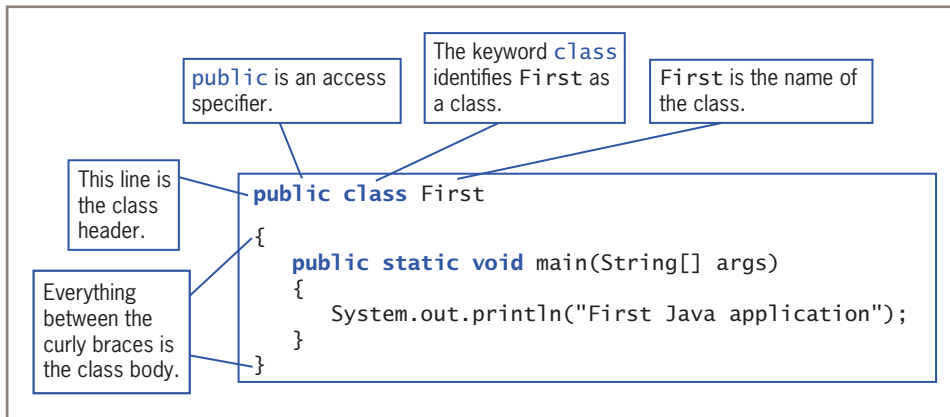 public is an access
specifier.
The keyword class
identifies First as
a class.
First is the name of
the class.
This line is
the class
header.
public class First
{
public static void main(String[] args)
{
System.out.println("First Java application");
}
}
Everything
between the
curly braces is
the class body.